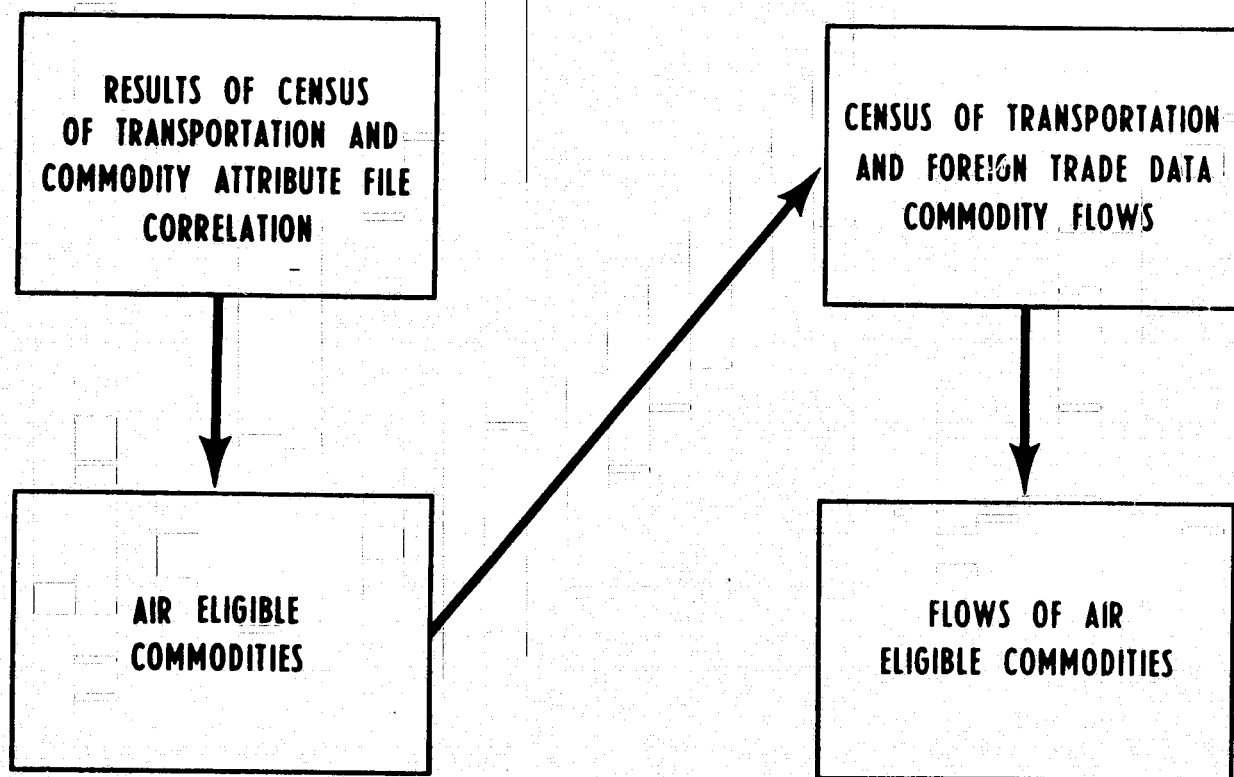 RESULTS OF CENSUS
OF TRANSPORTATION AND
COMMODITY ATTRIBUTE FILE
CORRELATION
AIR ELIGIBLE
COMMODITIES
CENSUS OF TRANSPORTATION
AND FOREIGN TRADE DATA
COMMODITY FLOWS
FLOWS OF AIR
ELIGIBLE COMMODITIES